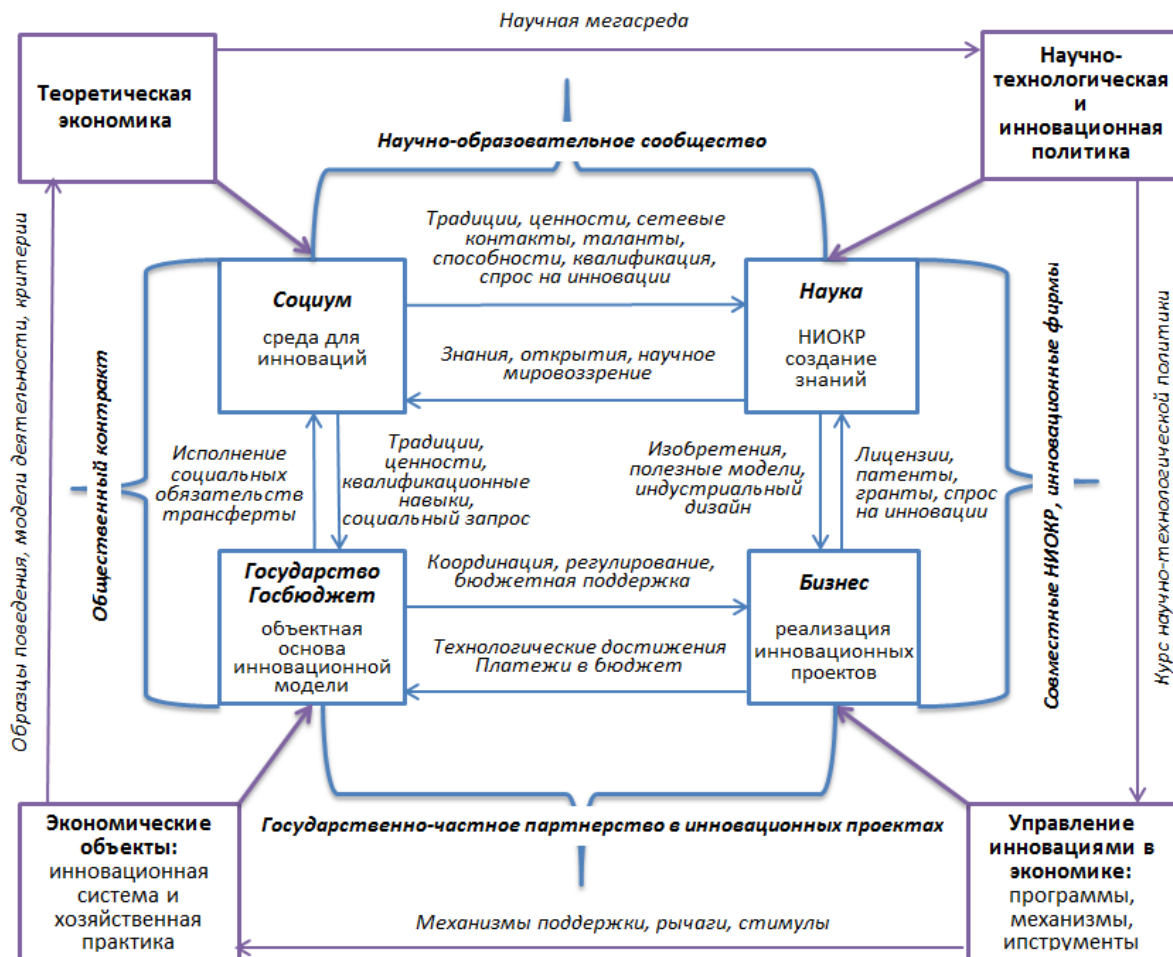 Научная мегасреда
Теоретическая
экономика
Научно-
технологическая
и
инновационная
политика
Научно-образовательное сообщество
Традиции, ценности, сетевые
контакты, таланты,
способности, квалификация,
спрос на инновации
Социум
среда для
инноваций
Наука
НИОКР
создание
знаний
Знания, открытия, научное
мировоззрение
Образцы поведения, модели деятельности, критерии
Общественный контракт
Исполнение
социальных
обязательств
трансферты
Традиции,
ценности,
квалификационные
навыки,
социальный запрос
Изобретения,
полезные модели,
индустриальный
дизайн
Лицензии,
патенты,
гранты, спрос
на инновации
Совместные НИОКР, инновационные фирмы
Курс научно-технологической политики
Государство
Госбюджет
объектная
основа
инновационной
модели
Координация, регулирование,
бюджетная поддержка
Технологические достижения
Платежи в бюджет
Бизнес
реализация
инновационных
проектов
Государственно-частное партнерство в инновационных проектах
Экономические
объекты:
инновационная
система и
хозяйственная
практика
Механизмы поддержки, рычаги, стимулы
Управление
инновациями в
экономике:
программы,
механизмы,
ипструменты